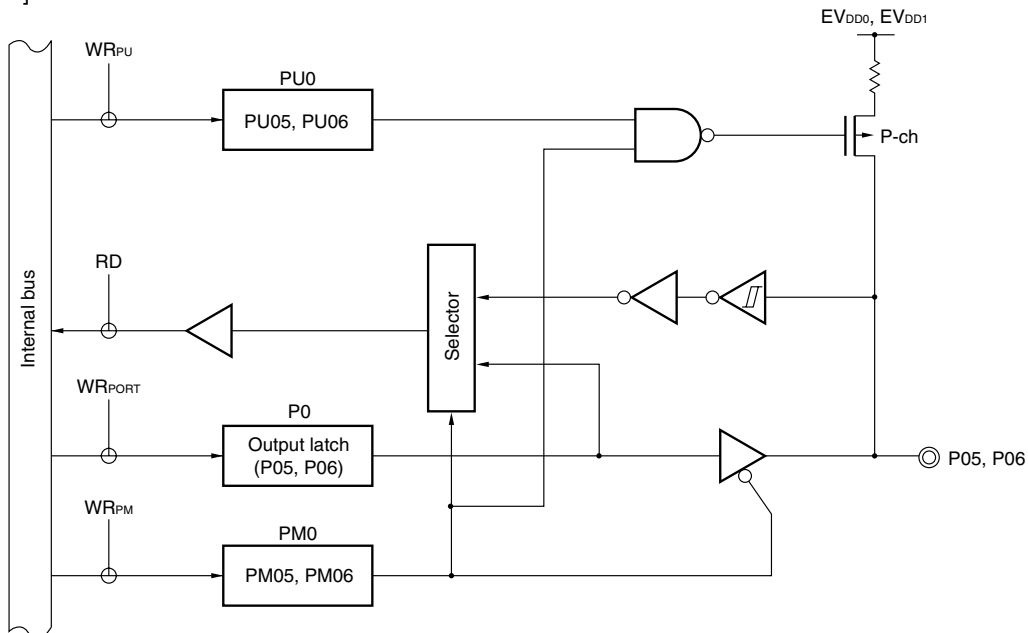 ]
EVDD0, EVDD1
WRPU
PU0
PU05, PU06
P-ch
Internal bus
RD
Selector
WRPORT
P0
Output latch
(P05, P06)
P05, P06
WRPM
PM0
PM05, PM06